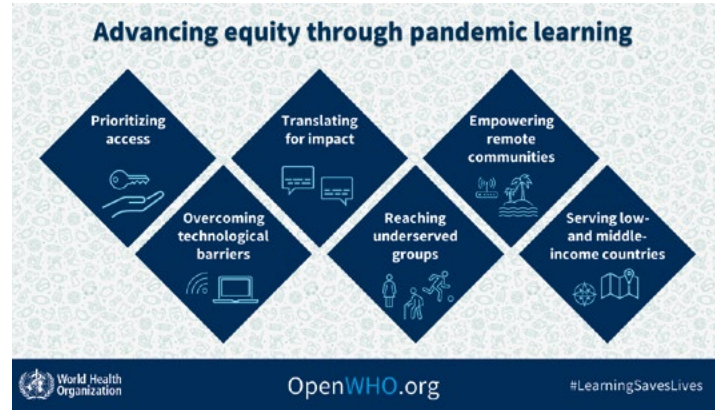 Advancing equity through pandemic learning
Prioritizing
access
Translating
for impact
Empowering
remote
communities
Overcoming
technological
barriers
Reaching
underserved
groups
Serving low-
and middle-
income countries
World Health
Organization
OpenWHO.org
#LearningSavesLives